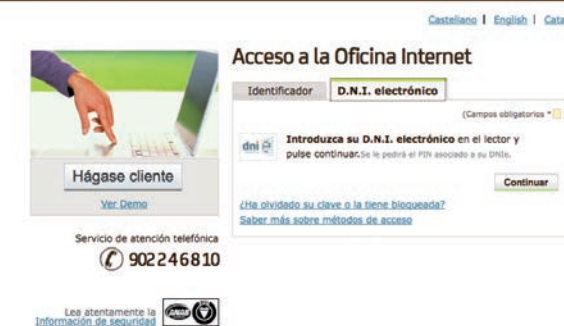 Castellano | English | Cata
Acceso a la Oficina Internet
Identificador
D.N.I. electrónico
(Campos obligatorios *
dni e
Introduzca su D.N.I. electrónico en el lector y
pulse continuar. Se le pedirá el PIN asociado a su DNIe.
Continuar
¿Ha olvidado su clave o la tiene bloqueada?
Saber más sobre métodos de acceso
Hágase cliente
Ver Demo
Servicio de atención telefónica
902246810
Lea atentamente la
Información de seguridad